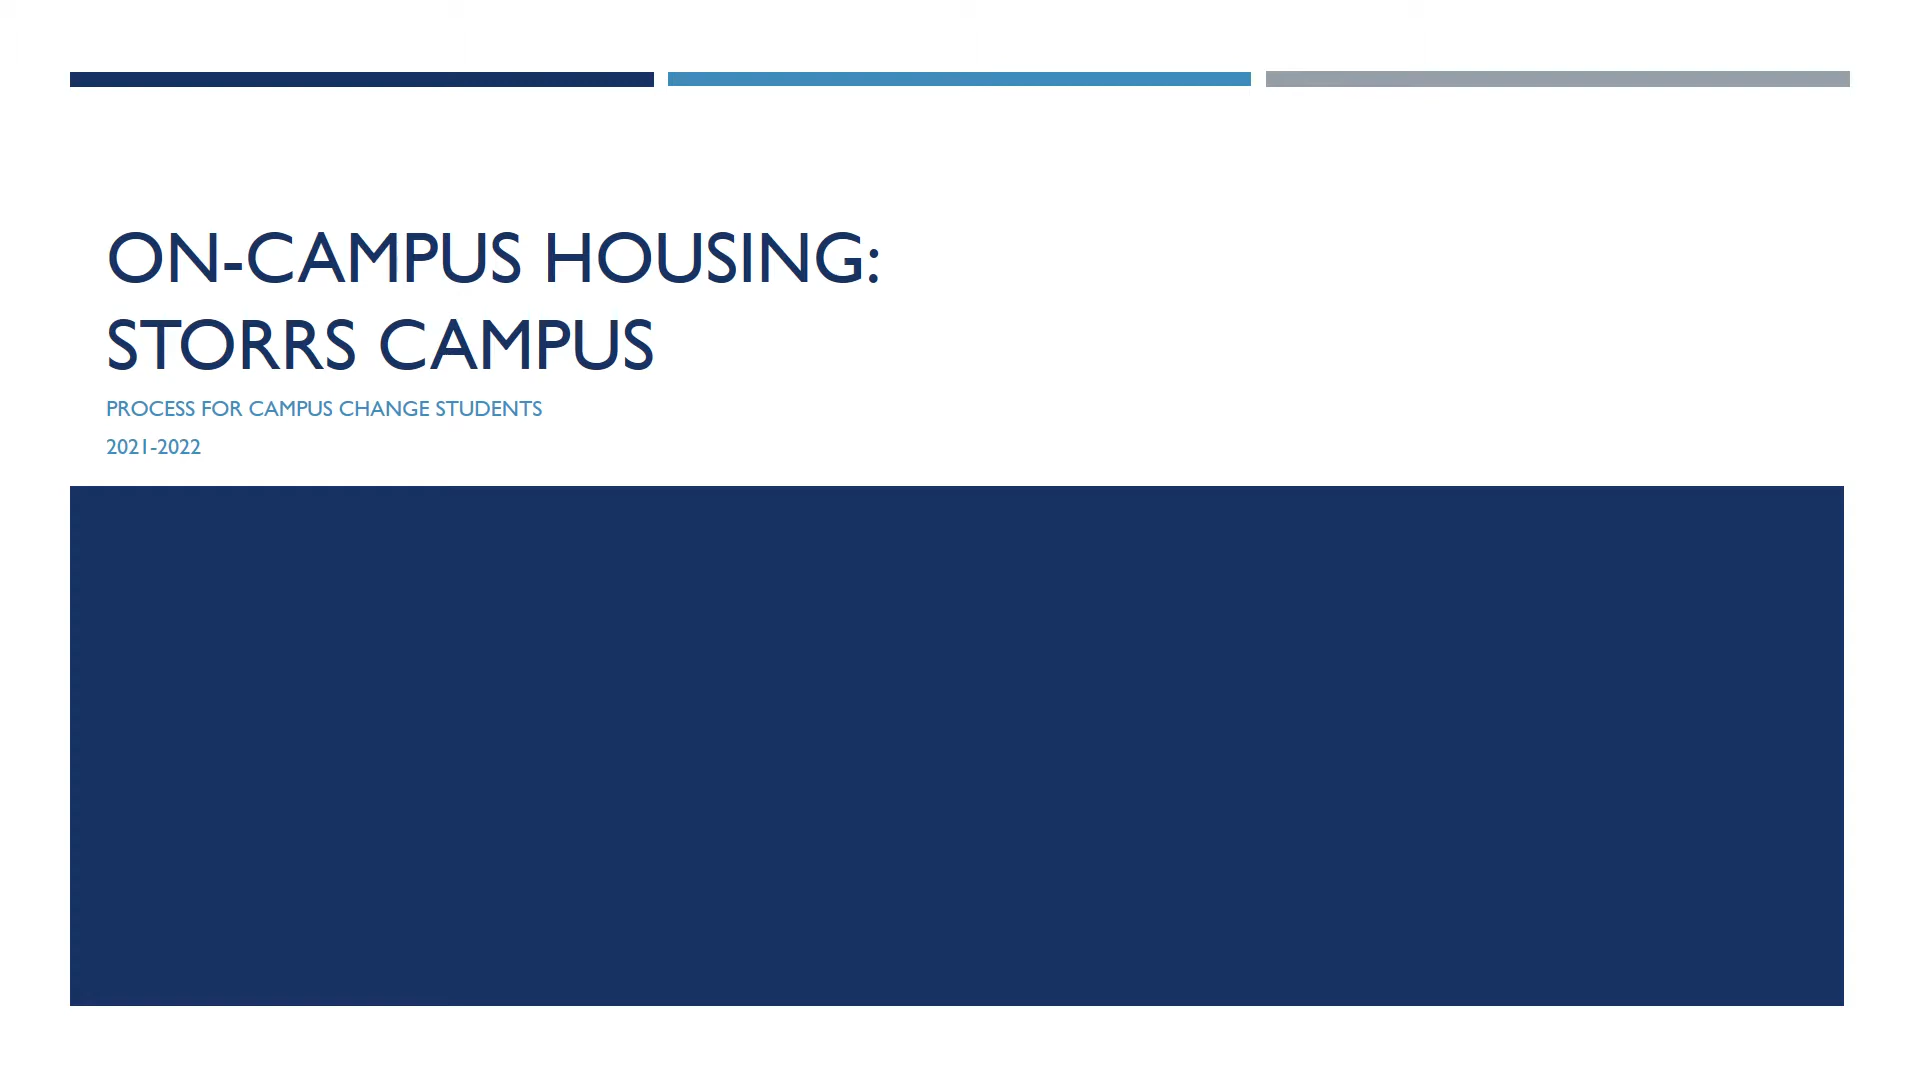 ON-CAMPUS HOUSING:
STORRS CAMPUS
PROCESS FOR CAMPUS CHANGE STUDENTS
2021-2022